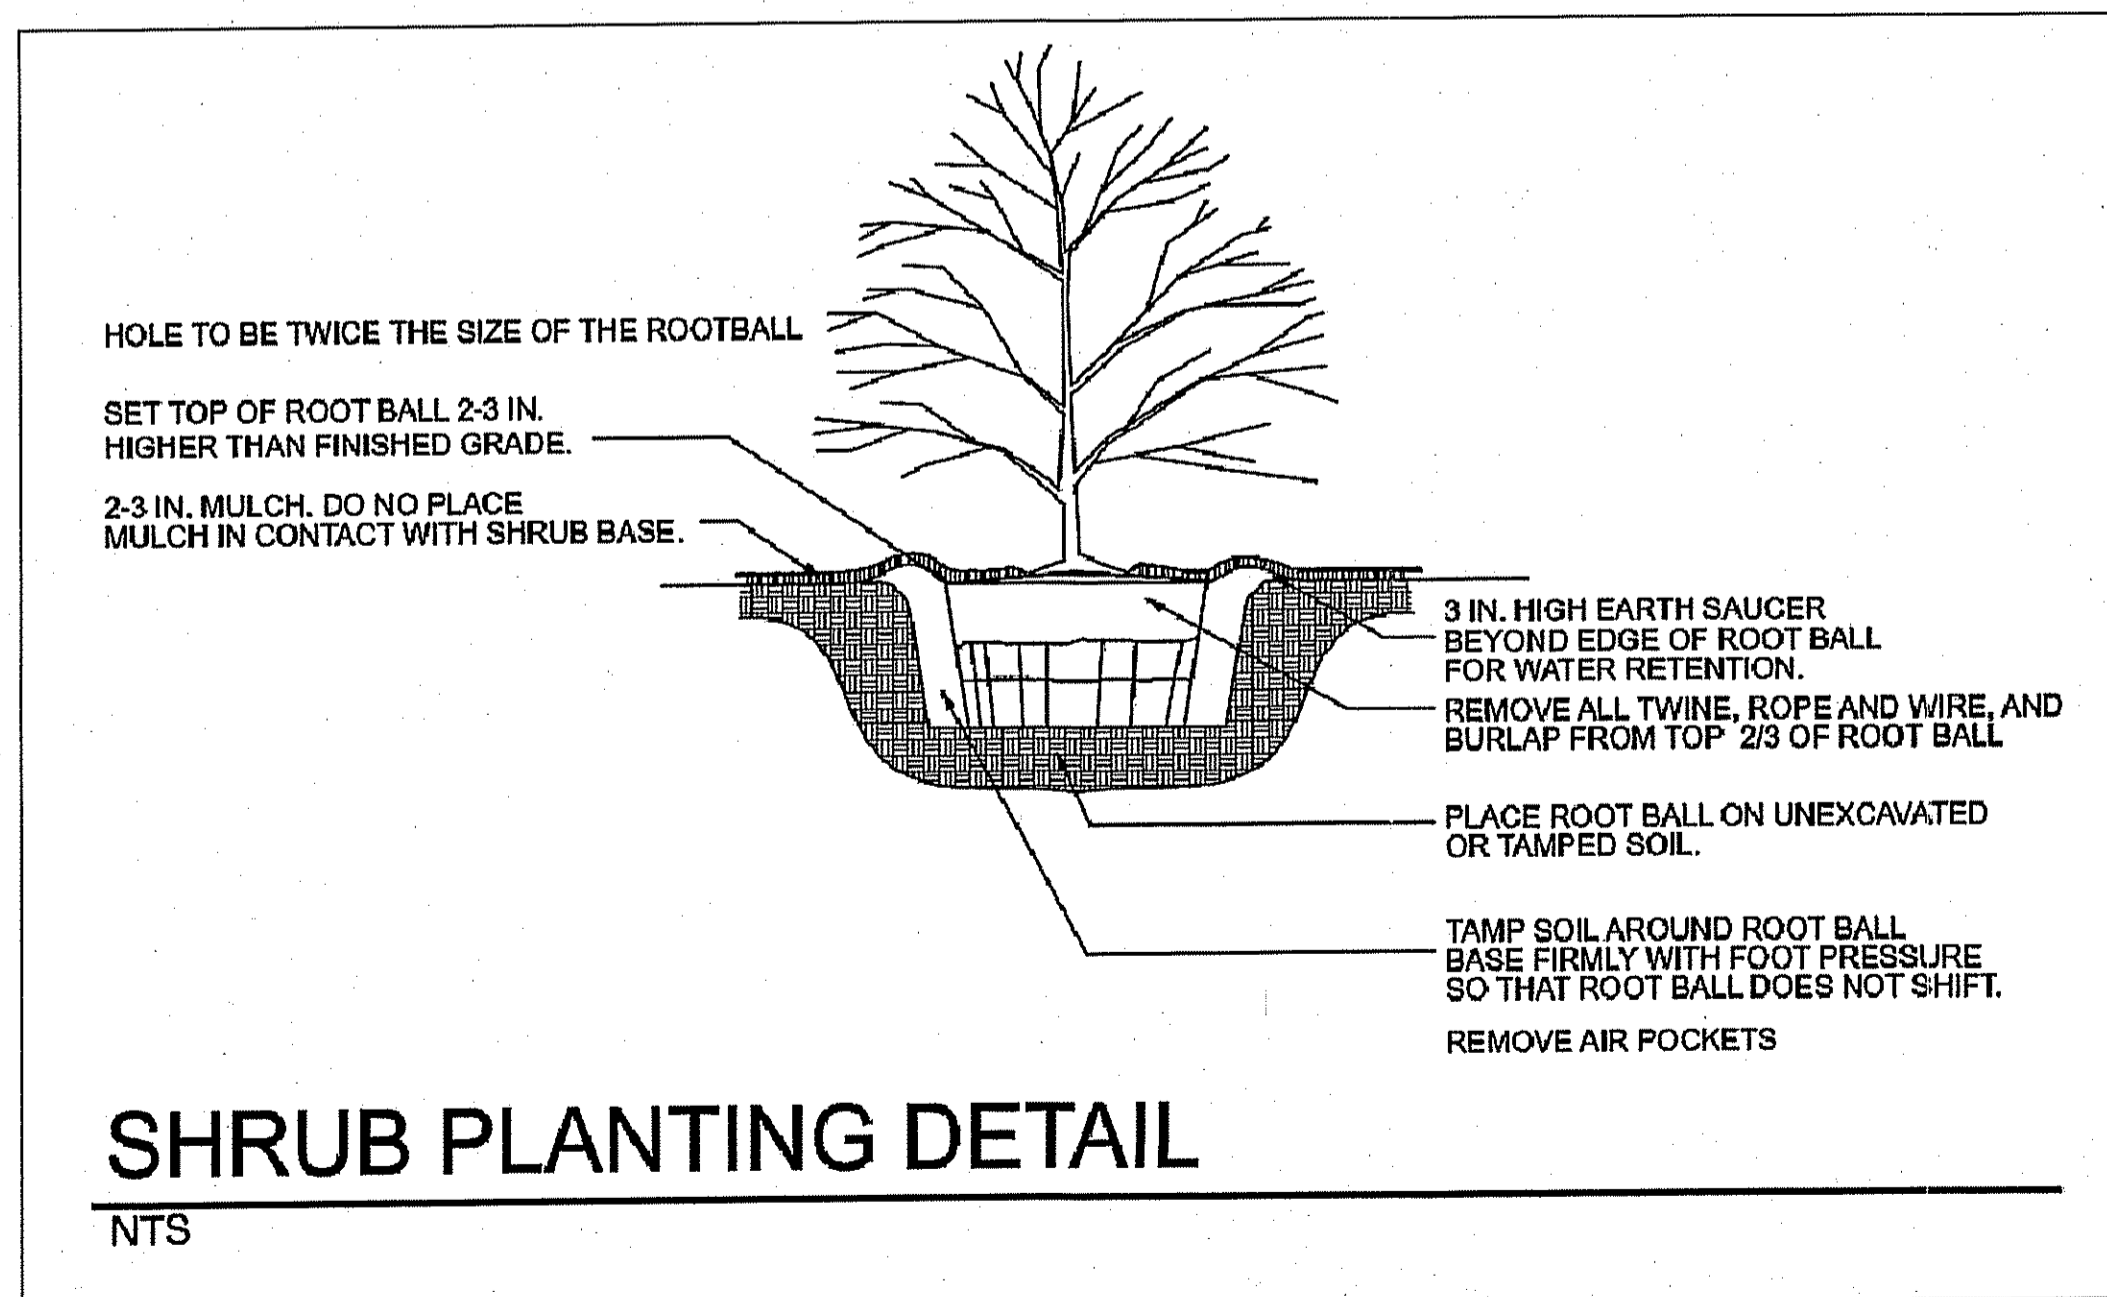 HOLE TO BE TWICE THE SIZE OF THE ROOTBALL
SET TOP OF ROOT BALL 2-3 IN.
HIGHER THAN FINISHED GRADE.
2-3 IN. MULCH. DO NO PLACE
MULCH IN CONTACT WITH SHRUB BASE.
3 IN. HIGH EARTH SAUCER
BEYOND EDGE OF ROOT BALL
FOR WATER RETENTION.
REMOVE ALL TWINE, ROPE AND WIRE, AND
BURLAP FROM TOP 2/3 OF ROOT BALL
PLACE ROOT BALL ON UNEXCAVATED
OR TAMPED SOIL.
TAMP SOIL AROUND ROOT BALL
BASE FIRMLY WITH FOOT PRESSURE
SO THAT ROOT BALL DOES NOT SHIFT.
REMOVE AIR POCKETS
SHRUB PLANTING DETAIL
NTS